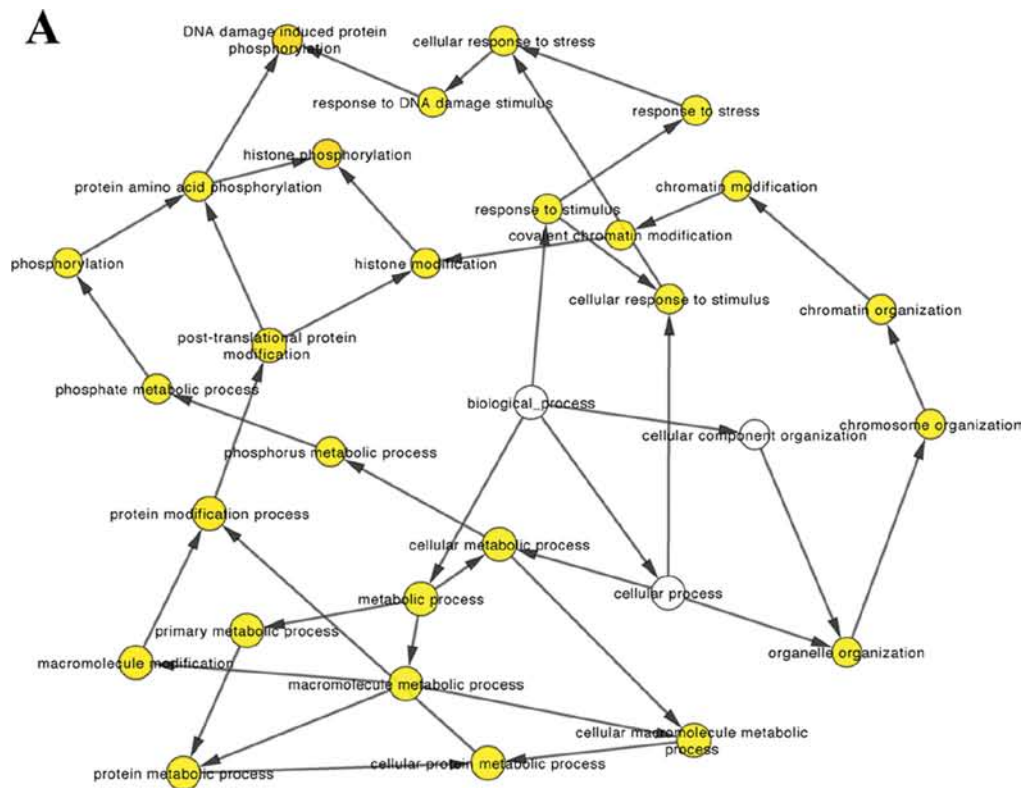 A
DNA damage induced protein
phosphorylation
cellular response to stress
response to DNA damage stimulus
response to stress
histone phosphorylation
protein amino acid phosphorylation
chromatin modification
response to stimulus
covalent chromatin modification
phosphorylation
histone modification
cellular response to stimulus
chromatin organization
post-translational protein
modification
phosphate metabolic process
biological_process
cellular component organization
chromosome organization
phosphorus metabolic process
protein modification process
cellular metabolic process
metabolic process
cellular process
primary metabolic process
macromolecule modification
organelle organization
macromolecule metabolic process
cellular macromolecule metabolic
process
cellular protein metabolic process
protein metabolic process